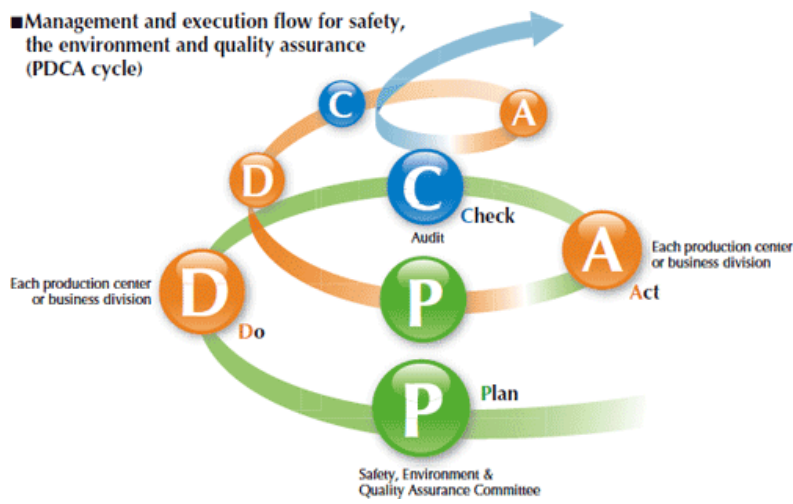 ■Management and execution flow for safety,
the environment and quality assurance
(PDCA cycle)
C
A
D
C
Check
Audit
A
Each production center
or business division
Act
Each production center
or business division
D
Do
P
P
Plan
Safety, Environment &
Quality Assurance Committee